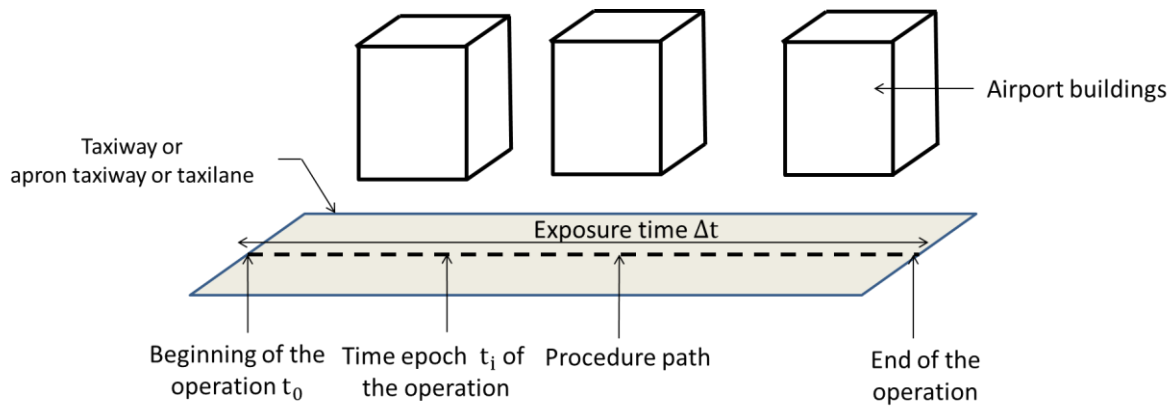 Airport buildings
Taxiway or
apron taxiway or taxilane
Exposure time Δt
Beginning of the
operation t₀
Time epoch tᵢ of
the operation
Procedure path
End of the
operation